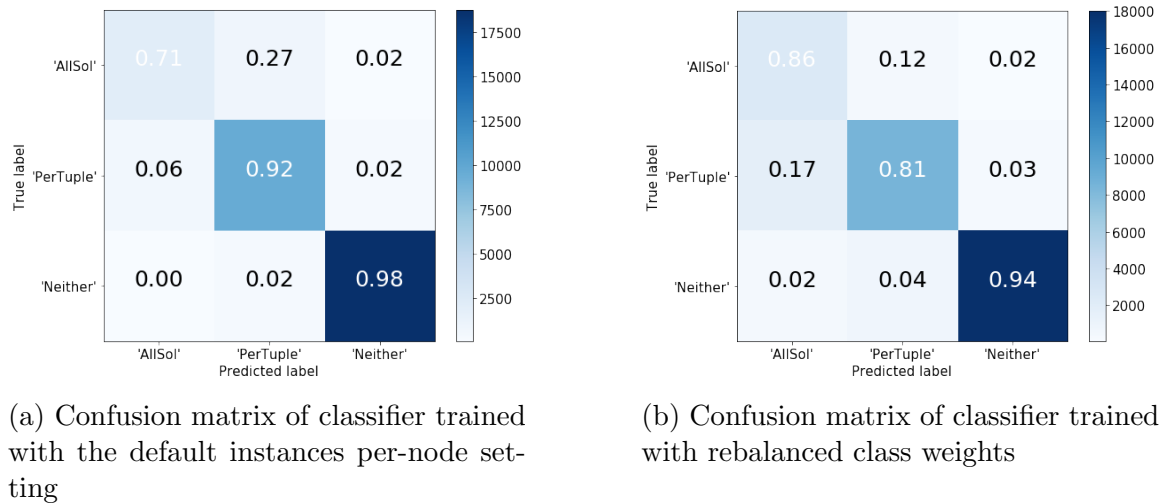 'AllSol' 0.71 0.27 0.02
'PerTuple' 0.06 0.92 0.02
'Neither' 0.00 0.02 0.98
'AllSol' 'PerTuple' 'Neither'
Predicted label
True label
17500
15000
12500
10000
7500
5000
2500
(a) Confusion matrix of classifier trained
with the default instances per-node set-
ting
'AllSol' 0.86 0.12 0.02
'PerTuple' 0.17 0.81 0.03
'Neither' 0.02 0.04 0.94
'AllSol' 'PerTuple' 'Neither'
Predicted label
True label
18000
16000
14000
12000
10000
8000
6000
4000
2000
(b) Confusion matrix of classifier trained
with rebalanced class weights